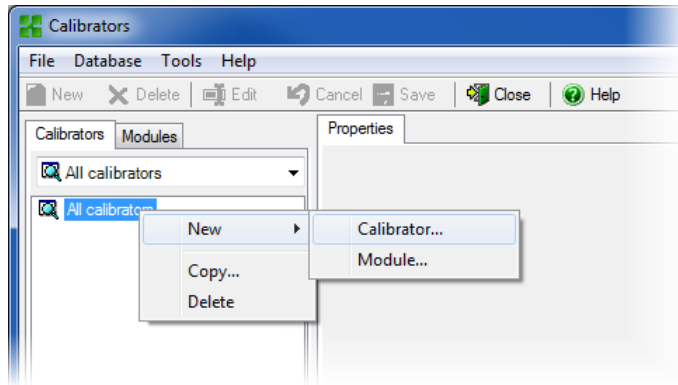 Calibrators
File Database Tools Help
New Delete Edit Cancel Save Close Help
Calibrators Modules
Properties
All calibrators
All calibrators
New
Calibrator...
Module...
Copy...
Delete